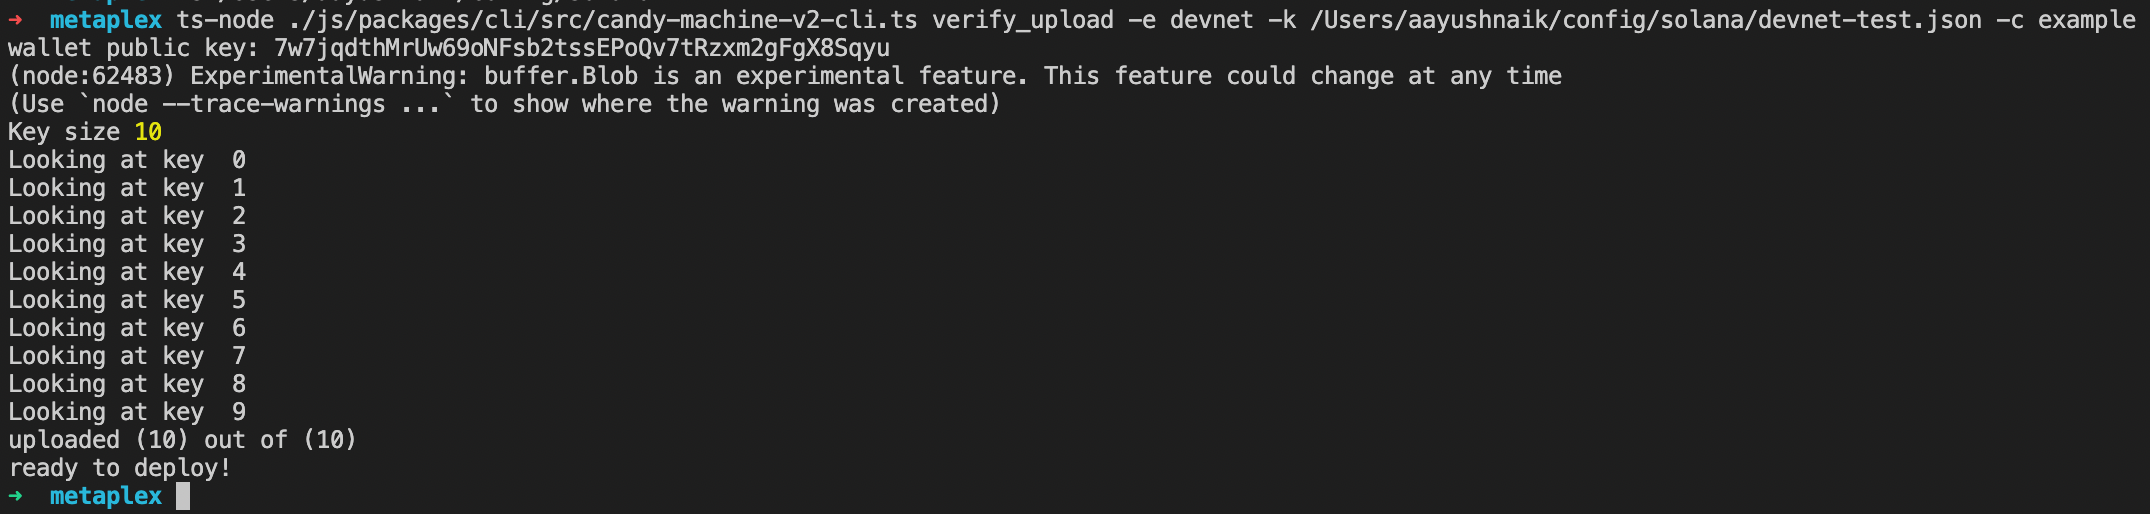 → metaplex ts-node ./js/packages/cli/src/candy-machine-v2-cli.ts verify_upload -e devnet -k /Users/aayushnaik/config/solana/devnet-test.json -c example
wallet public key: 7w7jqdthMrUw69oNFsb2tssEPoQv7tRzxm2gFgX8Sqyu
(node:62483) ExperimentalWarning: buffer.Blob is an experimental feature. This feature could change at any time
(Use `node --trace-warnings ...` to show where the warning was created)
Key size 10
Looking at key  0
Looking at key  1
Looking at key  2
Looking at key  3
Looking at key  4
Looking at key  5
Looking at key  6
Looking at key  7
Looking at key  8
Looking at key  9
uploaded (10) out of (10)
ready to deploy!
→ metaplex